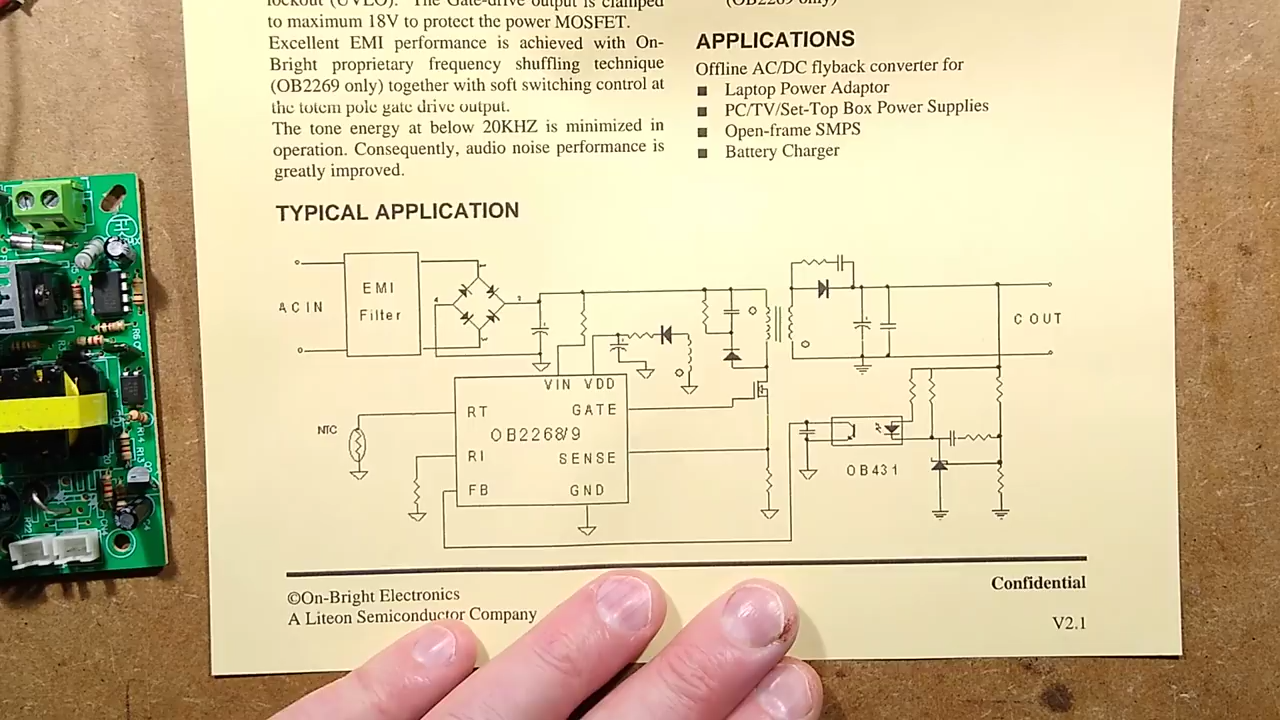 lockout (UVLO). The Gate-drive output is clamped
to maximum 18V to protect the power MOSFET.
Excellent EMI performance is achieved with On-
Bright proprietary frequency shuffling technique
(OB2269 only) together with soft switching control at
the totem pole gate drive output.
The tone energy at below 20KHZ is minimized in
operation. Consequently, audio noise performance is
greatly improved.
(OB2269 only)
APPLICATIONS
Offline AC/DC flyback converter for
■ Laptop Power Adaptor
■ PC/TV/Set-Top Box Power Supplies
■ Open-frame SMPS
■ Battery Charger
TYPICAL APPLICATION
AC IN
EMI
Filter
C OUT
VIN VDD
RT
GATE
OB2268/9
RI
SENSE
FB
GND
NTC
OB431
©On-Bright Electronics
A Liteon Semiconductor Company
Confidential
V2.1